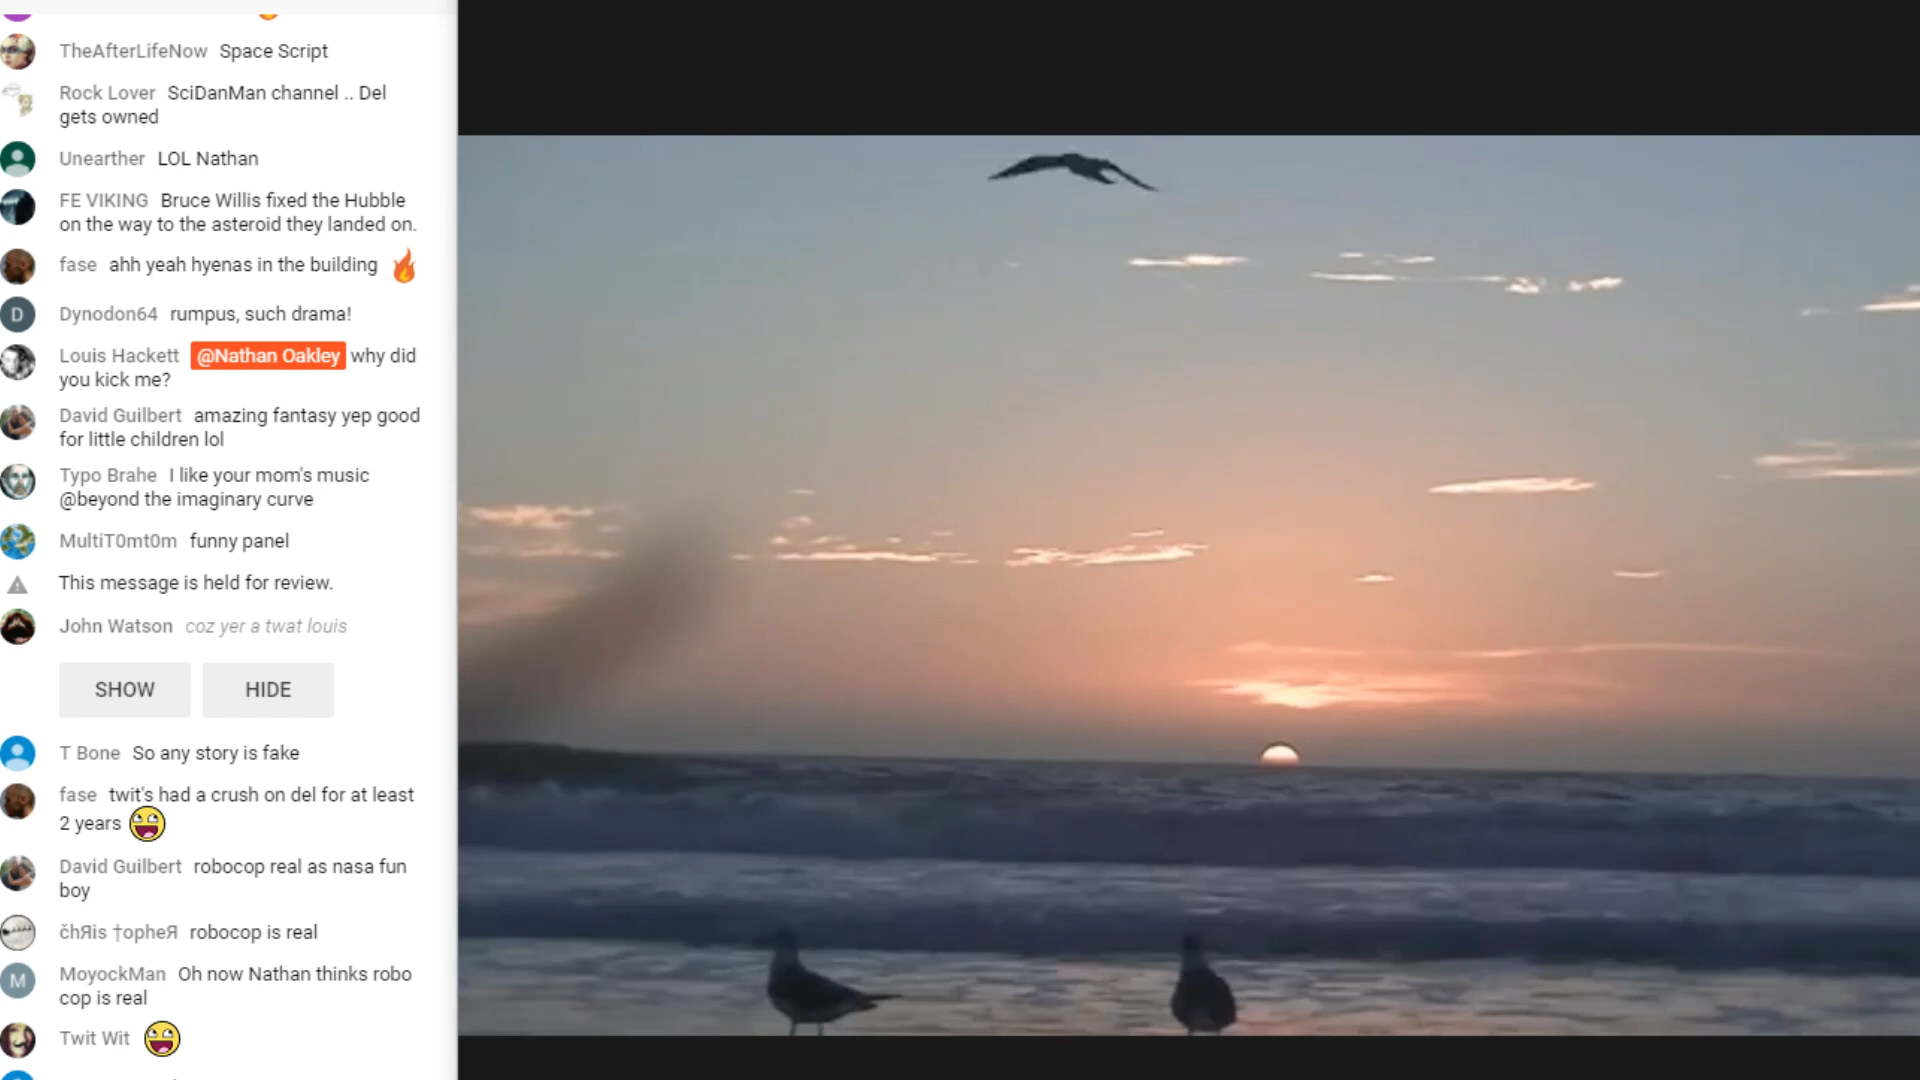 TheAfterLifeNow Space Script
Rock Lover SciDanMan channel .. Del
gets owned
Unearther LOL Nathan
FE VIKING Bruce Willis fixed the Hubble
on the way to the asteroid they landed on.
fase ahh yeah hyenas in the building
D Dynodon64 rumpus, such drama!
Louis Hackett @Nathan Oakley why did
you kick me?
David Guilbert amazing fantasy yep good
for little children lol
Typo Brahe I like your mom's music
@beyond the imaginary curve
MultiT0mt0m funny panel
This message is held for review.
John Watson coz yer a twat louis
SHOW HIDE
T Bone So any story is fake
fase twit's had a crush on del for at least
2 years
David Guilbert robocop real as nasa fun
boy
čhЯis †opheЯ robocop is real
M MoyockMan Oh now Nathan thinks robo
cop is real
Twit Wit